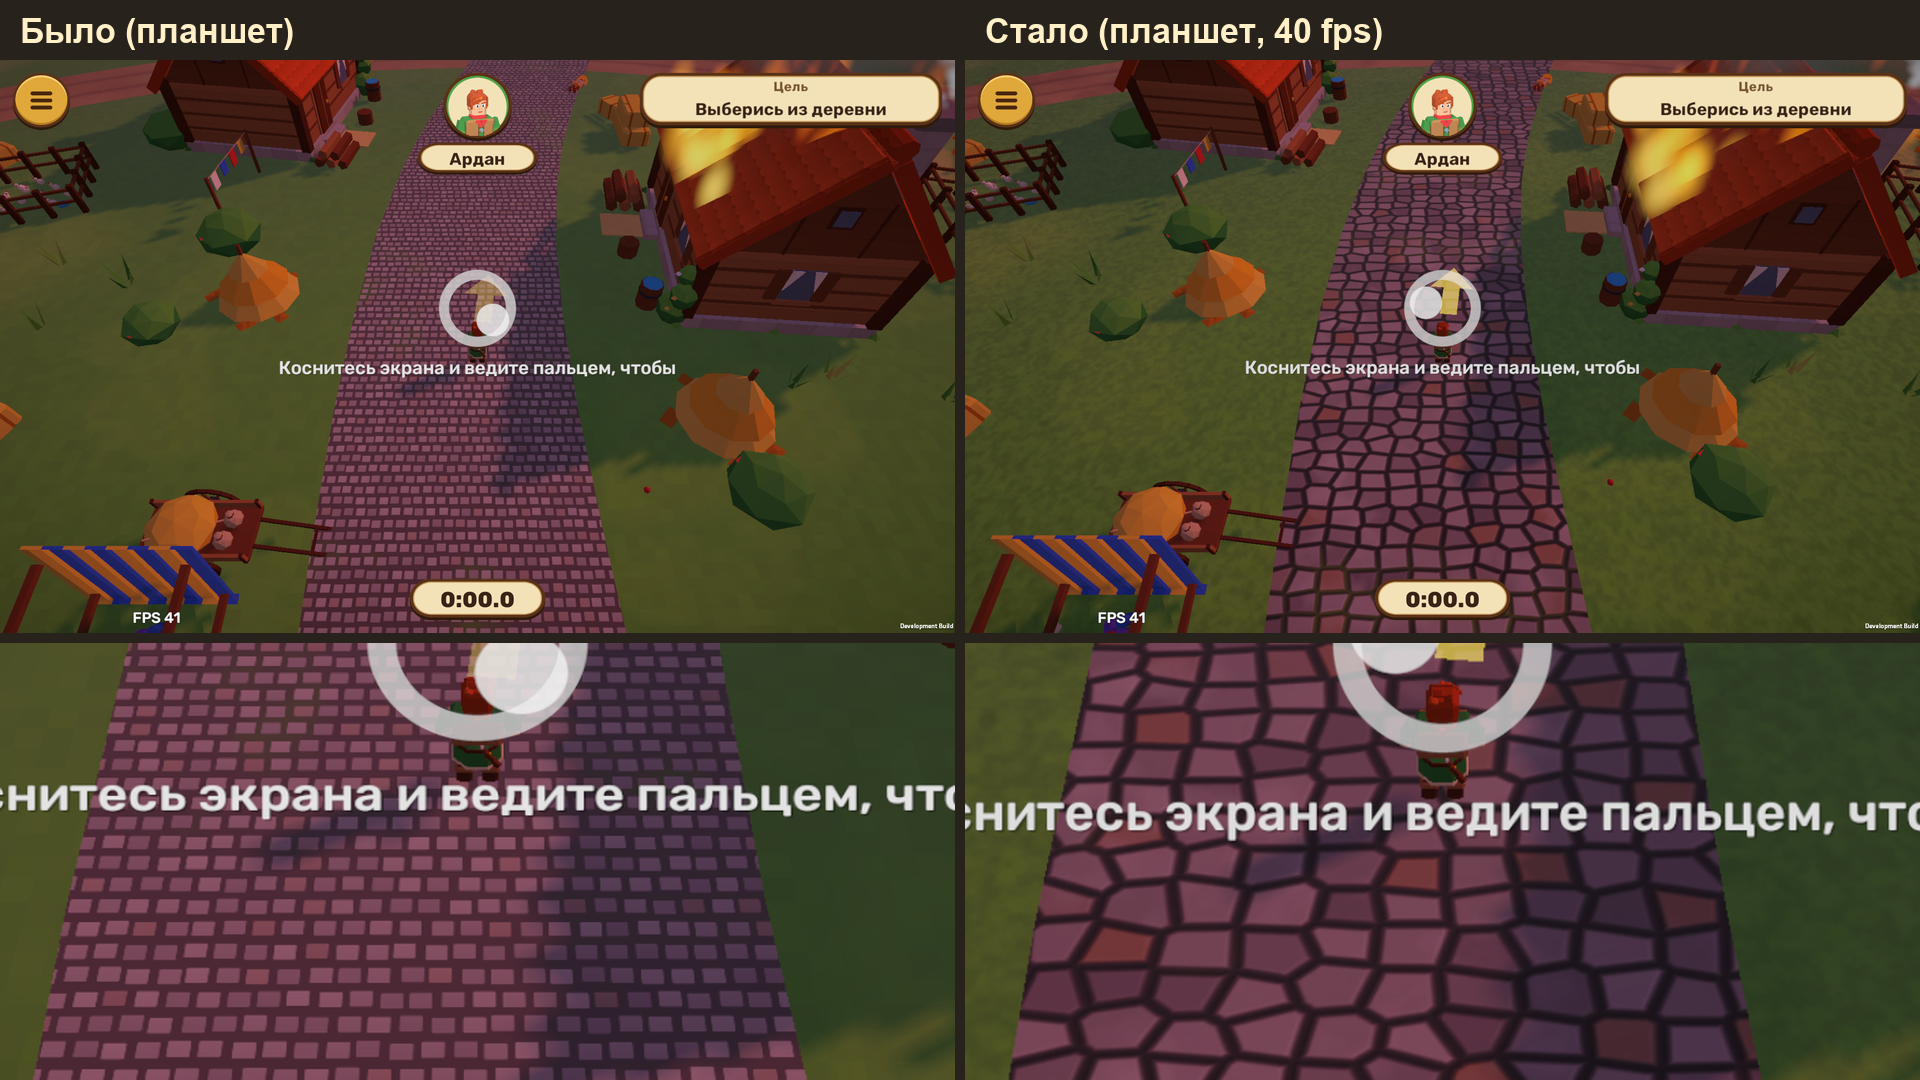 Было (планшет)
Стало (планшет, 40 fps)
Цель
Выберись из деревни
Ардан
Коснитесь экрана и ведите пальцем, чтобы
0:00.0
FPS 41
Development Build
Цель
Выберись из деревни
Ардан
Коснитесь экрана и ведите пальцем, чтобы
0:00.0
FPS 41
Development Build
снитесь экрана и ведите пальцем, что
снитесь экрана и ведите пальцем, что